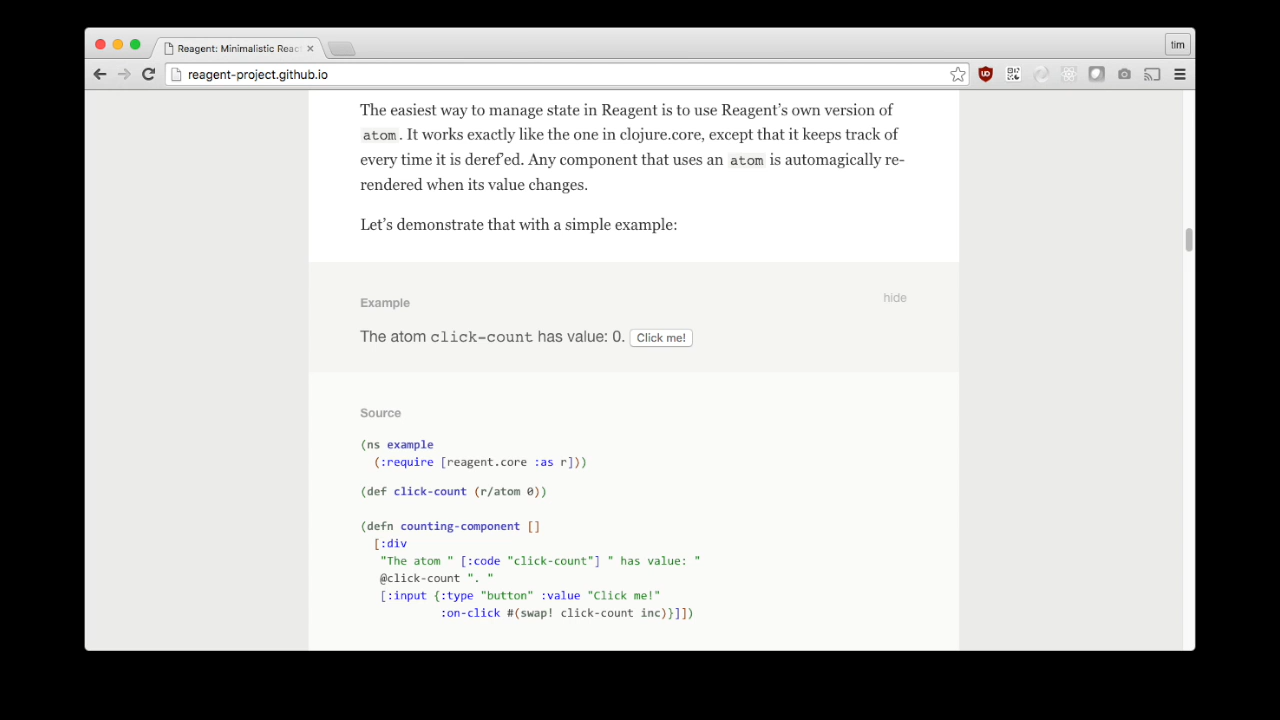 Reagent: Minimalistic Reac
tim
reagent-project.github.io
The easiest way to manage state in Reagent is to use Reagent’s own version of
atom. It works exactly like the one in clojure.core, except that it keeps track of
every time it is deref’ed. Any component that uses an atom is automagically re-
rendered when its value changes.
Let’s demonstrate that with a simple example:
Example
hide
The atom click-count has value: 0. Click me!
Source
(ns example
  (:require [reagent.core :as r]))
(def click-count (r/atom 0))
(defn counting-component []
  [:div
   "The atom " [:code "click-count"] " has value: "
   @click-count ". "
   [:input {:type "button" :value "Click me!"
            :on-click #(swap! click-count inc)}]])